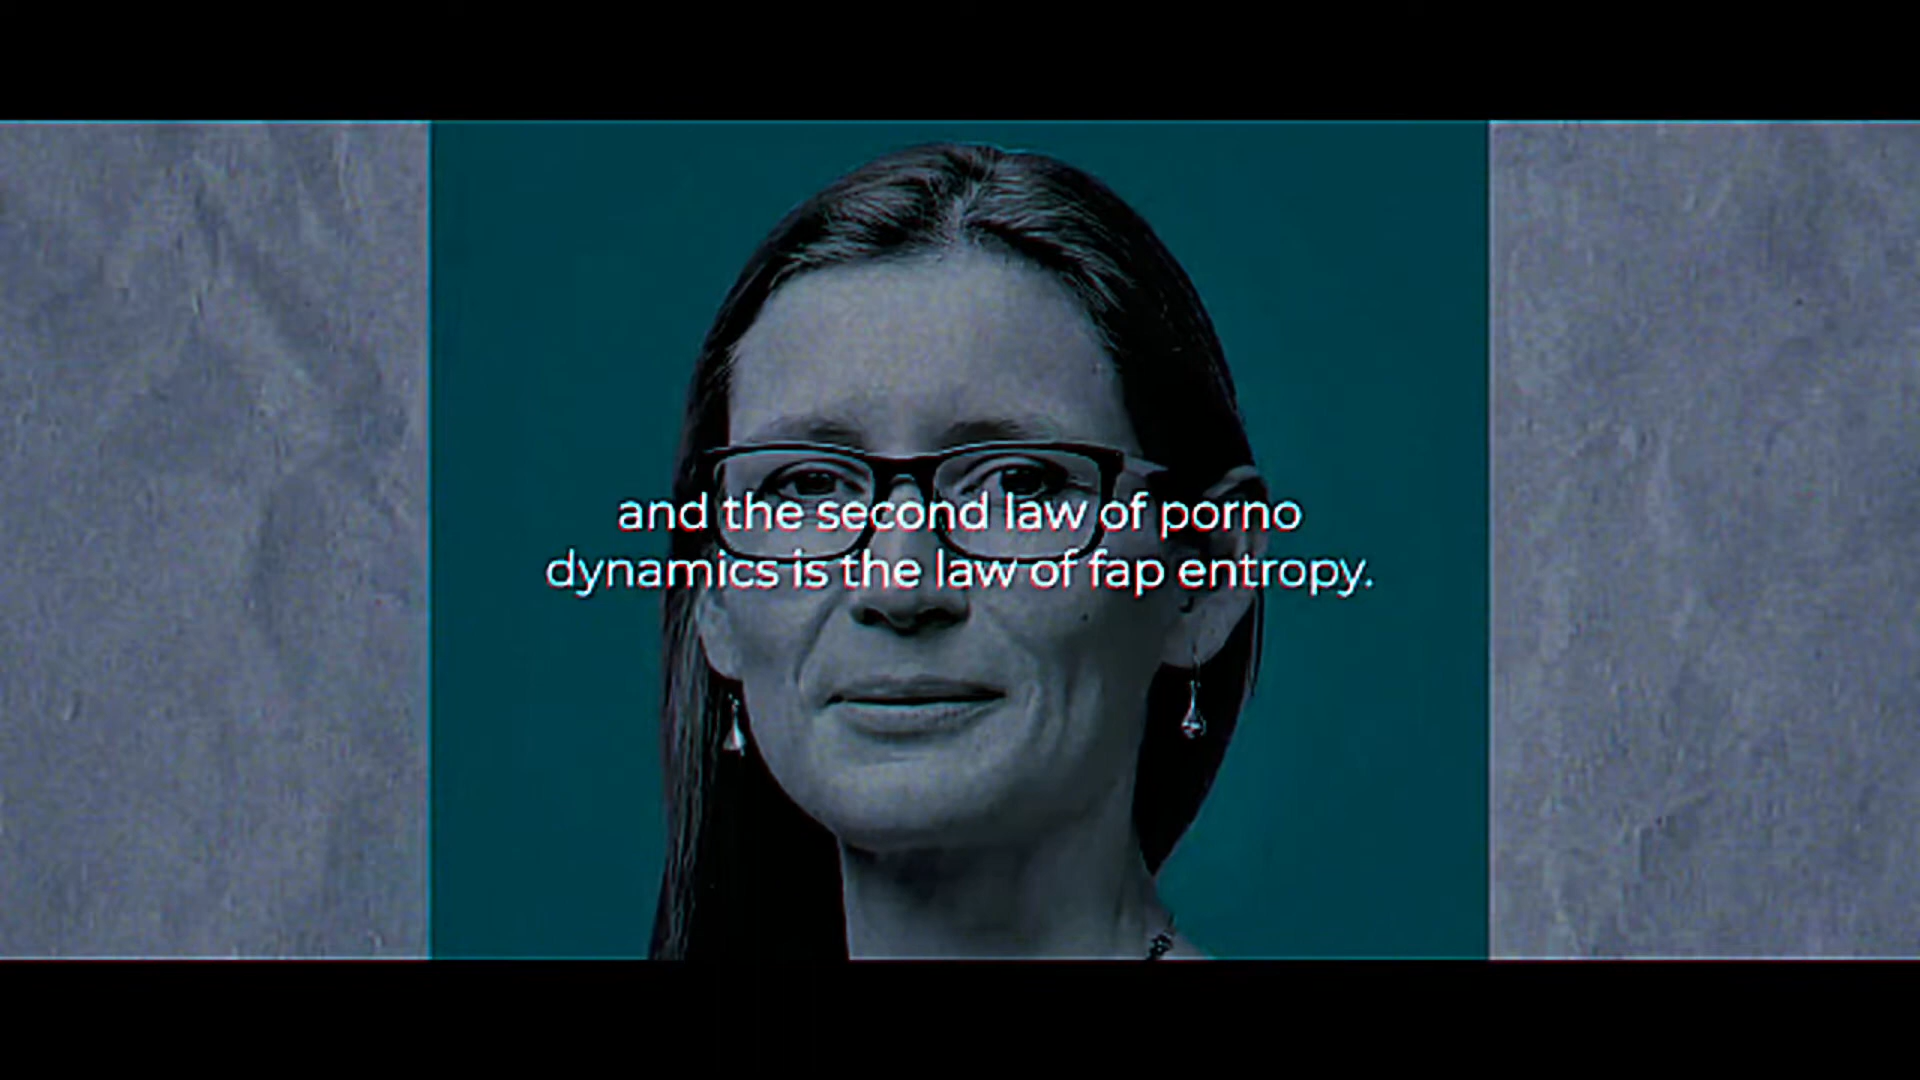 and the second law of porno
dynamics is the law of fap entropy.